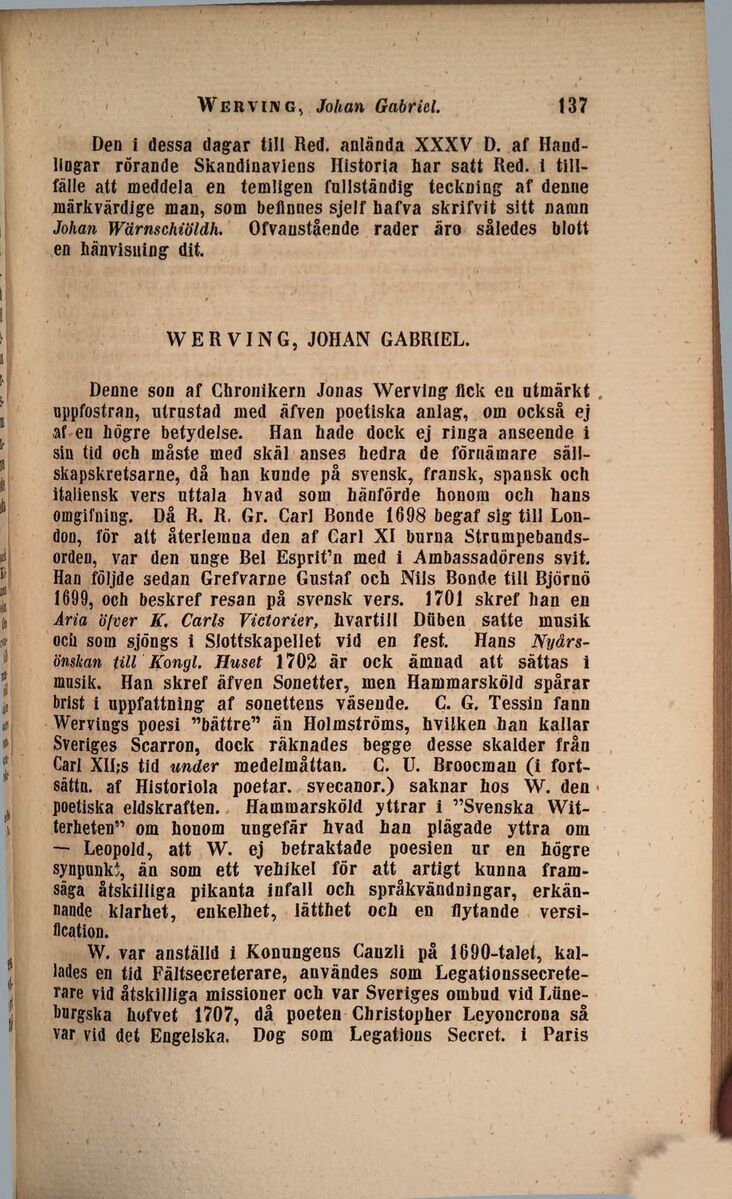 WERVING, Johan Gabriel. 137
Den i dessa dagar till Red. anlända XXXV D. af Hand-
lingar rörande Skandinaviens Historia har satt Red. i till-
fälle att meddela en temligen fullständig teckning af denne
märkvärdige man, som befinnes sjelf hafva skrifvit sitt namn
Johan Wärnschiöldh. Ofvanstående rader äro således blott
en hänvisning dit.
WERVING, JOHAN GABRIEL.
Denne son af Chronikern Jonas Werving fick en utmärkt
uppfostran, utrustad med äfven poetiska anlag, om också ej
af en högre betydelse. Han hade dock ej ringa anseende i
sin tid och måste med skäl anses hedra de förnämare säll-
skapskretsarne, då han kunde på svensk, fransk, spansk och
italiensk vers uttala hvad som hänförde honom och hans
omgifning. Då R. R. Gr. Carl Bonde 1698 begaf sig till Lon-
don, för att återlemna den af Carl XI burna Strumpebands-
orden, var den unge Bel Esprit'n med i Ambassadörens svit.
Han följde sedan Grefvarne Gustaf och Nils Bonde till Björnö
1699, och beskref resan på svensk vers. 1701 skref han en
Aria öfver K. Carls Victorier, hvartill Düben satte musik
och som sjöngs i Slottskapellet vid en fest. Hans Nyårs-
önskan till Kongl. Huset 1702 är ock ämnad att sättas i
musik. Han skref äfven Sonetter, men Hammarsköld spårar
brist i uppfattning af sonettens väsende. C. G. Tessin fann
Wervings poesi ”bättre” än Holmströms, hvilken han kallar
Sveriges Scarron, dock räknades begge desse skalder från
Carl XII;s tid under medelmåttan. C. U. Broocman (i fort-
sättn. af Historiola poetar. svecanor.) saknar hos W. den
poetiska eldskraften. Hammarsköld yttrar i ”Svenska Wit-
terheten” om honom ungefär hvad han plägade yttra om
— Leopold, att W. ej betraktade poesien ur en högre
synpunkt, än som ett vehikel för att artigt kunna fram-
säga åtskilliga pikanta infall och språkvändningar, erkän-
nande klarhet, enkelhet, lätthet och en flytande versi-
fication.
W. var anställd i Konungens Canzli på 1690-talet, kal-
lades en tid Fältsecreterare, användes som Legationssecrete-
rare vid åtskilliga missioner och var Sveriges ombud vid Lüne-
burgska hofvet 1707, då poeten Christopher Leyoncrona så
var vid det Engelska. Dog som Legations Secret. i Paris